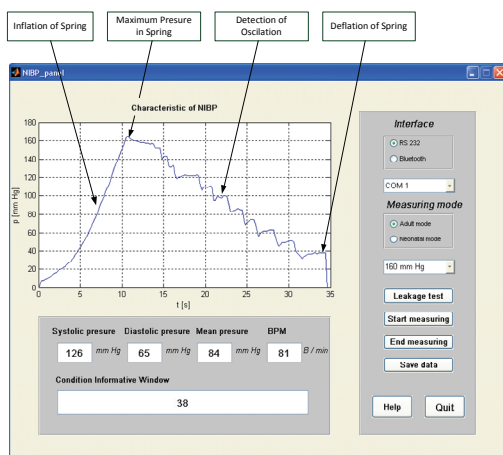 Inflation of Spring
Maximum Presure
in Spring
Detection of
Oscilation
Deflation of Spring
NIBP_panel
Characteristic of NIBP
p [mm Hg]
180
160
140
120
100
80
60
40
20
0
0 5 10 15 20 25 30 35
t [s]
Systolic presure Diastolic presure Mean presure BPM
126 mm Hg 65 mm Hg 84 mm Hg 81 B / min
Condition Informative Window
38
Interface
RS 232
Bluetooth
COM 1
Measuring mode
Adult mode
Neonatal mode
160 mm Hg
Leakage test
Start measuring
End measuring
Save data
Help Quit